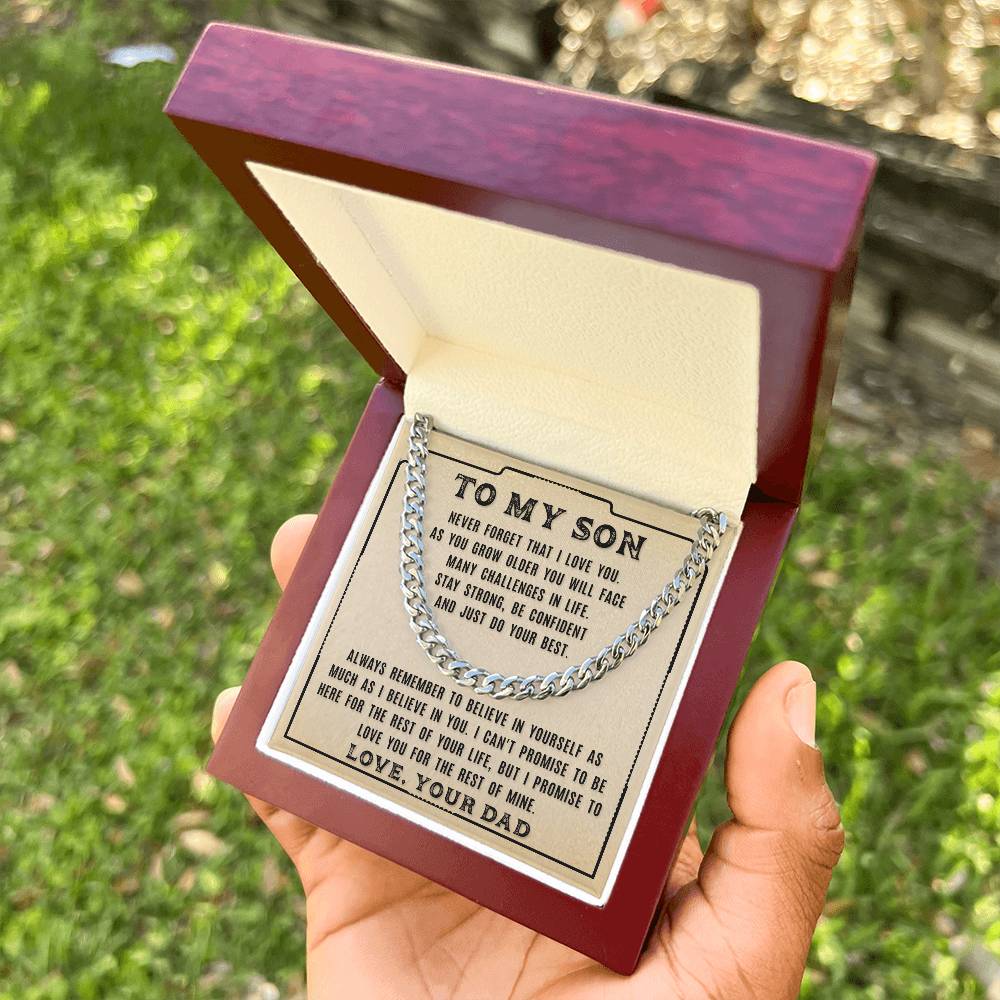 TO MY SON
NEVER FORGET THAT I LOVE YOU.
AS YOU GROW OLDER YOU WILL FACE
MANY CHALLENGES IN LIFE.
STAY STRONG, BE CONFIDENT
AND JUST DO YOUR BEST.
ALWAYS REMEMBER TO BELIEVE IN YOURSELF AS
MUCH AS I BELIEVE IN YOU. I CAN'T PROMISE TO BE
HERE FOR THE REST OF YOUR LIFE, BUT I PROMISE TO
LOVE YOU FOR THE REST OF MINE.
LOVE, YOUR DAD